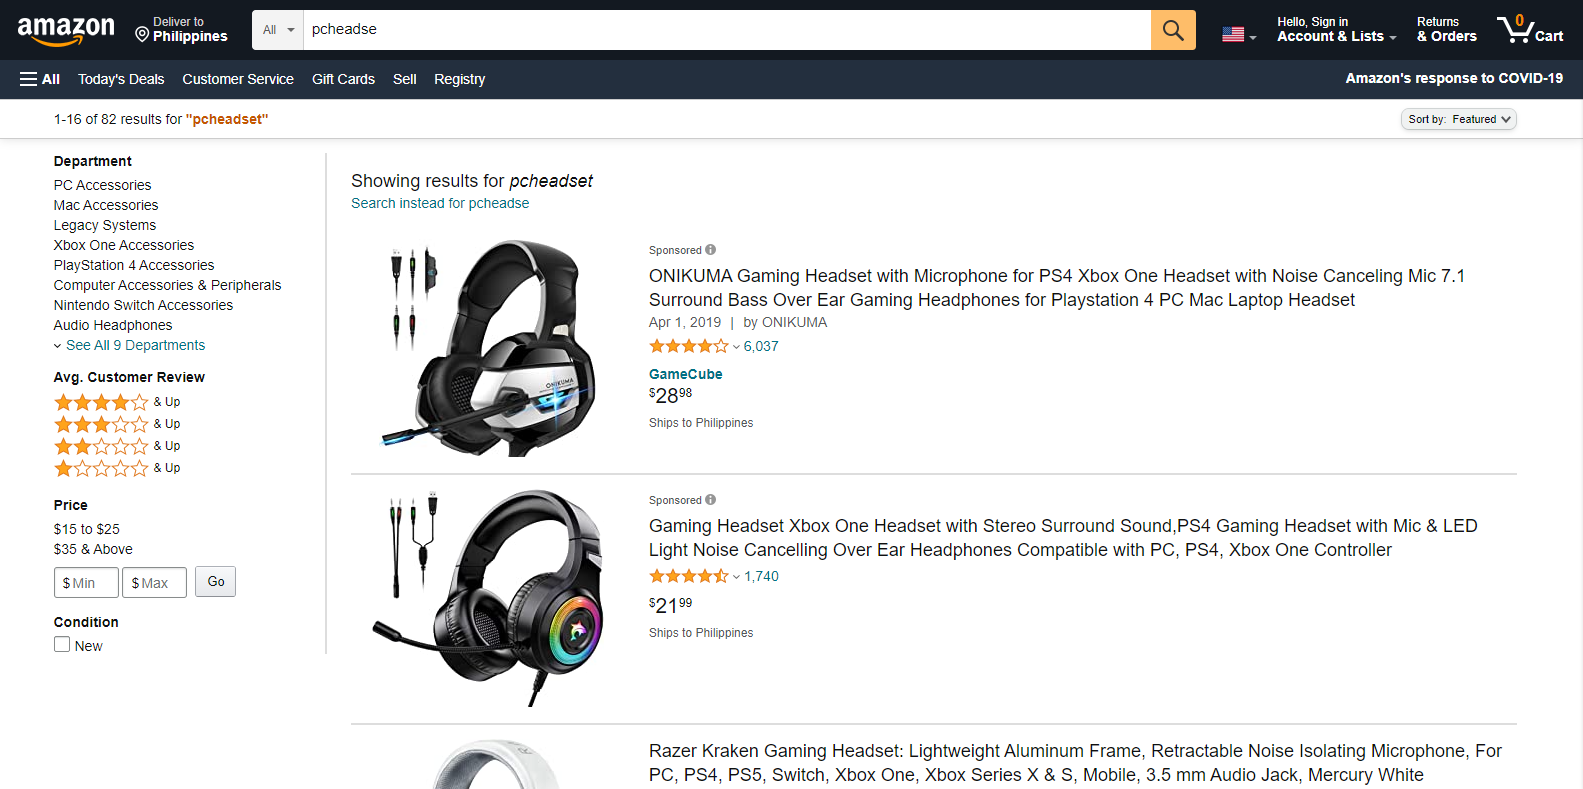 amazon
Deliver to
Philippines
All
pcheadse
Hello, Sign in
Account & Lists
Returns
& Orders
0
Cart
All
Today's Deals
Customer Service
Gift Cards
Sell
Registry
Amazon's response to COVID-19
1-16 of 82 results for "pcheadset"
Sort by: Featured
Department
PC Accessories
Mac Accessories
Legacy Systems
Xbox One Accessories
PlayStation 4 Accessories
Computer Accessories & Peripherals
Nintendo Switch Accessories
Audio Headphones
See All 9 Departments
Avg. Customer Review
& Up
& Up
& Up
& Up
Price
$15 to $25
$35 & Above
$ Min
$ Max
Go
Condition
New
Showing results for pcheadset
Search instead for pcheadse
ONIKUMA
Sponsored
ONIKUMA Gaming Headset with Microphone for PS4 Xbox One Headset with Noise Canceling Mic 7.1
Surround Bass Over Ear Gaming Headphones for Playstation 4 PC Mac Laptop Headset
Apr 1, 2019 | by ONIKUMA
6,037
GameCube
$28 98
Ships to Philippines
Sponsored
Gaming Headset Xbox One Headset with Stereo Surround Sound,PS4 Gaming Headset with Mic & LED
Light Noise Cancelling Over Ear Headphones Compatible with PC, PS4, Xbox One Controller
1,740
$21 99
Ships to Philippines
Razer Kraken Gaming Headset: Lightweight Aluminum Frame, Retractable Noise Isolating Microphone, For
PC, PS4, PS5, Switch, Xbox One, Xbox Series X & S, Mobile, 3.5 mm Audio Jack, Mercury White